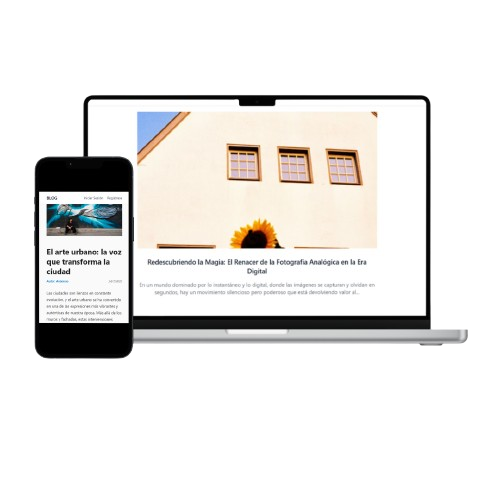 BLOG
Iniciar Sesión Registrarse
El arte urbano: la voz
que transforma la
ciudad
Las ciudades son lienzos en constante
evolución, y el arte urbano se ha convertido
en una de las expresiones más vibrantes y
auténticas de nuestra época. Más allá de los
muros y fachadas, estas intervenciones
Redescubriendo la Magia: El Renacer de la Fotografía Analógica en la Era
Digital
En un mundo dominado por lo instantáneo y lo digital, donde las imágenes se capturan y olvidan en
segundos, hay un movimiento silencioso pero poderoso que está devolviendo valor al...